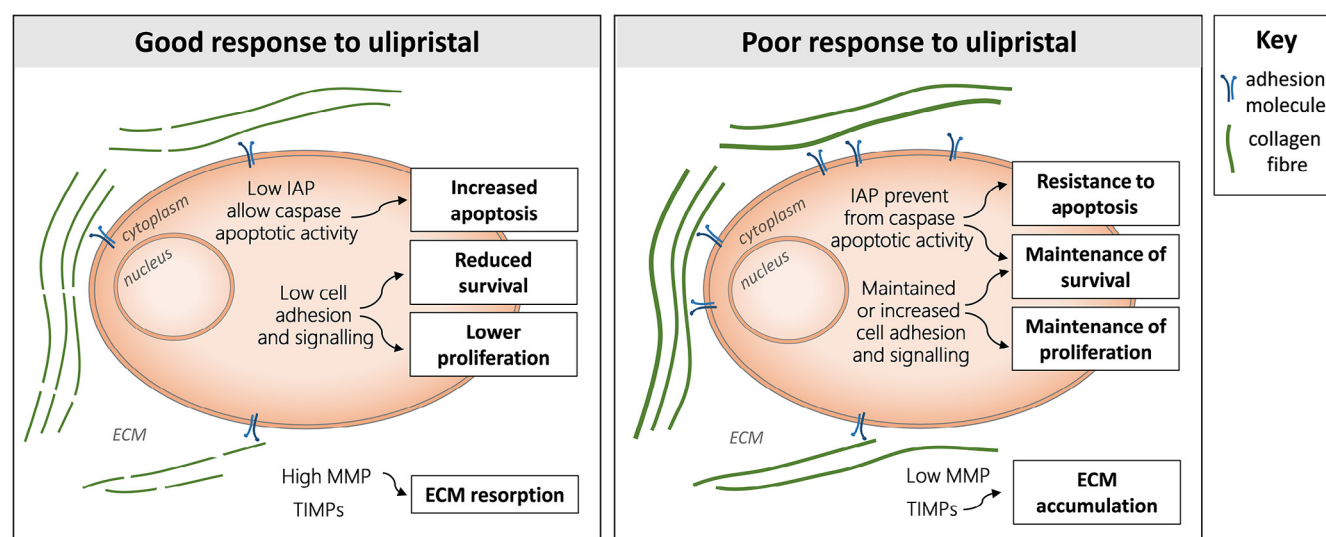 Good response to ulipristal
cytoplasm
nucleus
Low IAP
allow caspase
apoptotic activity
Increased
apoptosis
Reduced
survival
Low cell
adhesion
and signalling
Lower
proliferation
ECM
High MMP
TIMPs
ECM resorption
Poor response to ulipristal
cytoplasm
nucleus
IAP prevent
from caspase
apoptotic activity
Resistance to
apoptosis
Maintenance of
survival
Maintained
or increased
cell adhesion
and signalling
Maintenance of
proliferation
ECM
Low MMP
TIMPs
ECM
accumulation
Key
adhesion
molecule
collagen
fibre